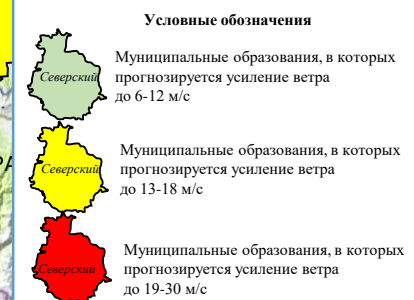 Условные обозначения
Северский
Муниципальные образования, в которых
прогнозируется усиление ветра
до 6-12 м/с
Северский
Муниципальные образования, в которых
прогнозируется усиление ветра
до 13-18 м/с
Северский
Муниципальные образования, в которых
прогнозируется усиление ветра
до 19-30 м/с